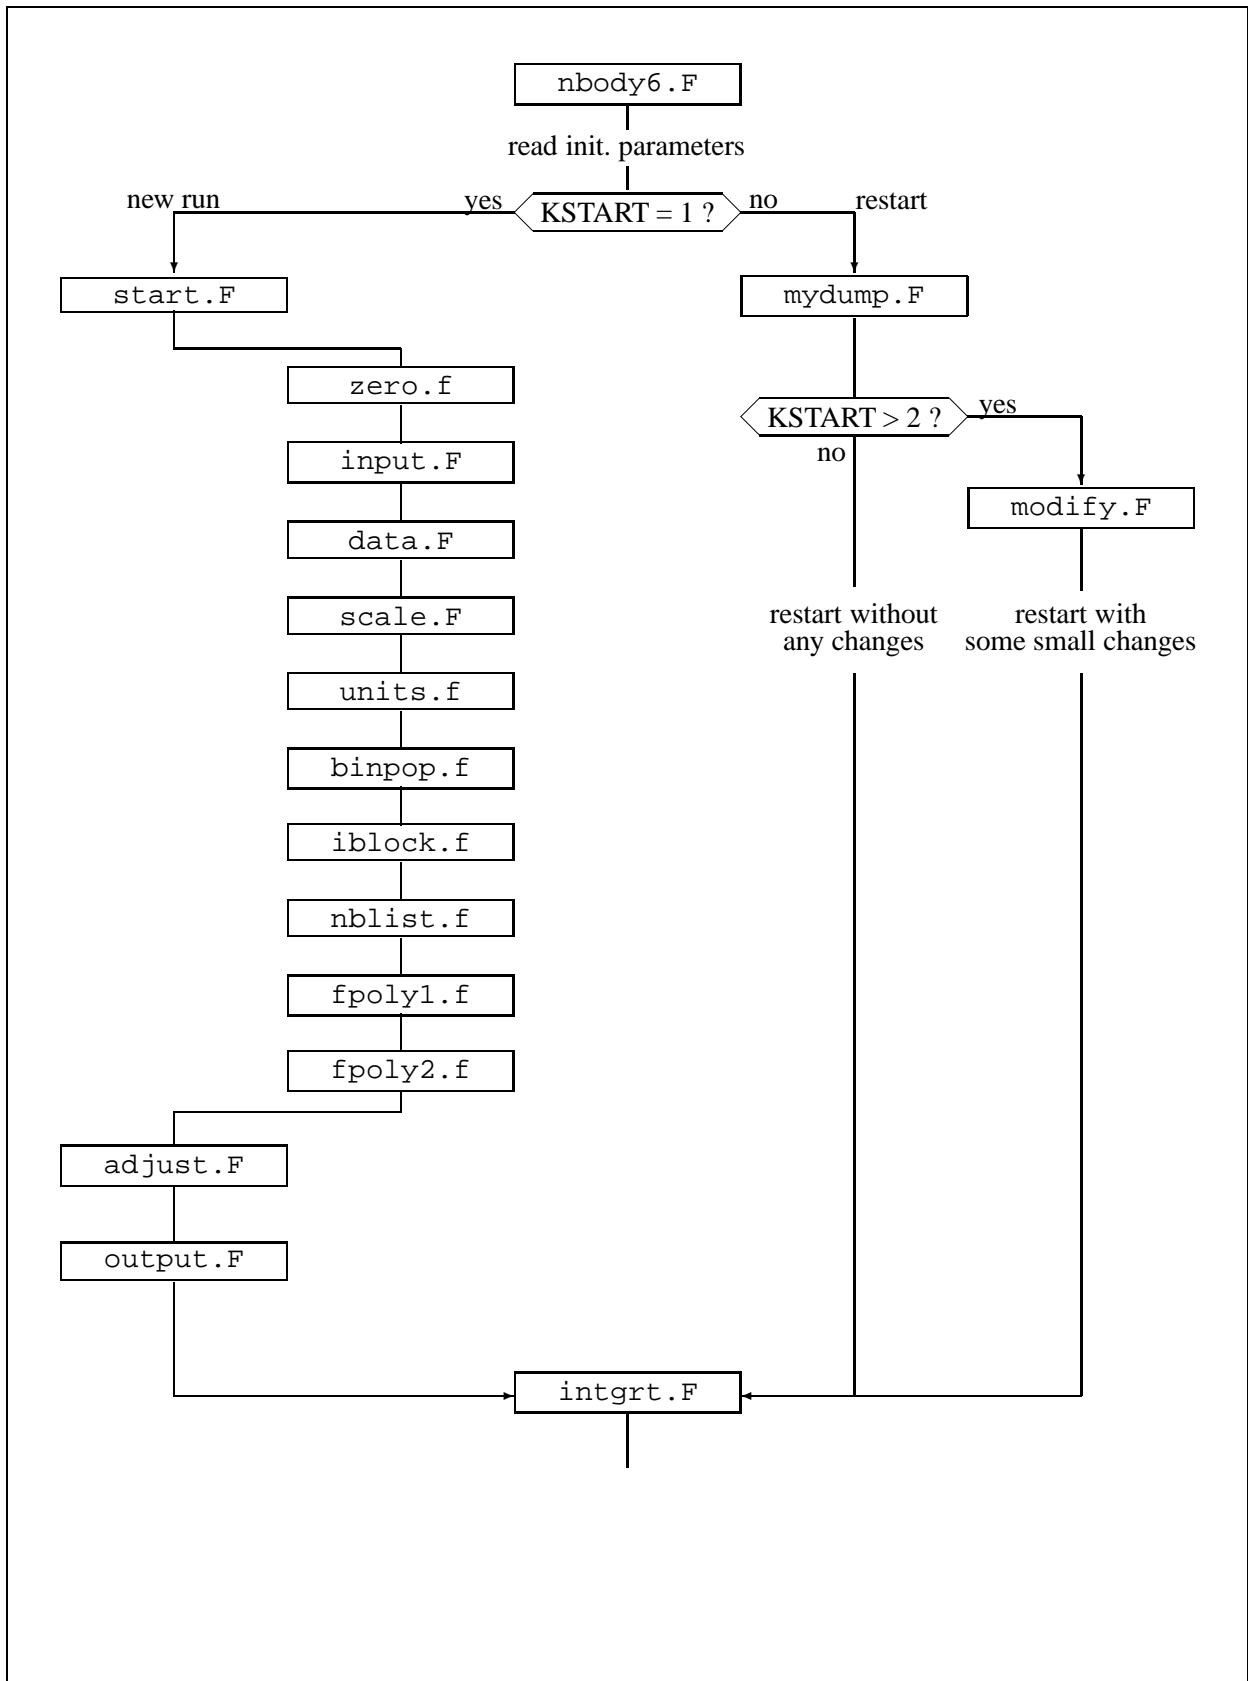 nbody6.F
read init. parameters
new run
yes
KSTART = 1 ?
no
restart
start.F
mydump.F
zero.f
KSTART > 2 ?
yes
no
input.F
modify.F
data.F
scale.F
restart without
any changes
restart with
some small changes
units.f
binpop.f
iblock.f
nblist.f
fpoly1.f
fpoly2.f
adjust.F
output.F
intgrt.F